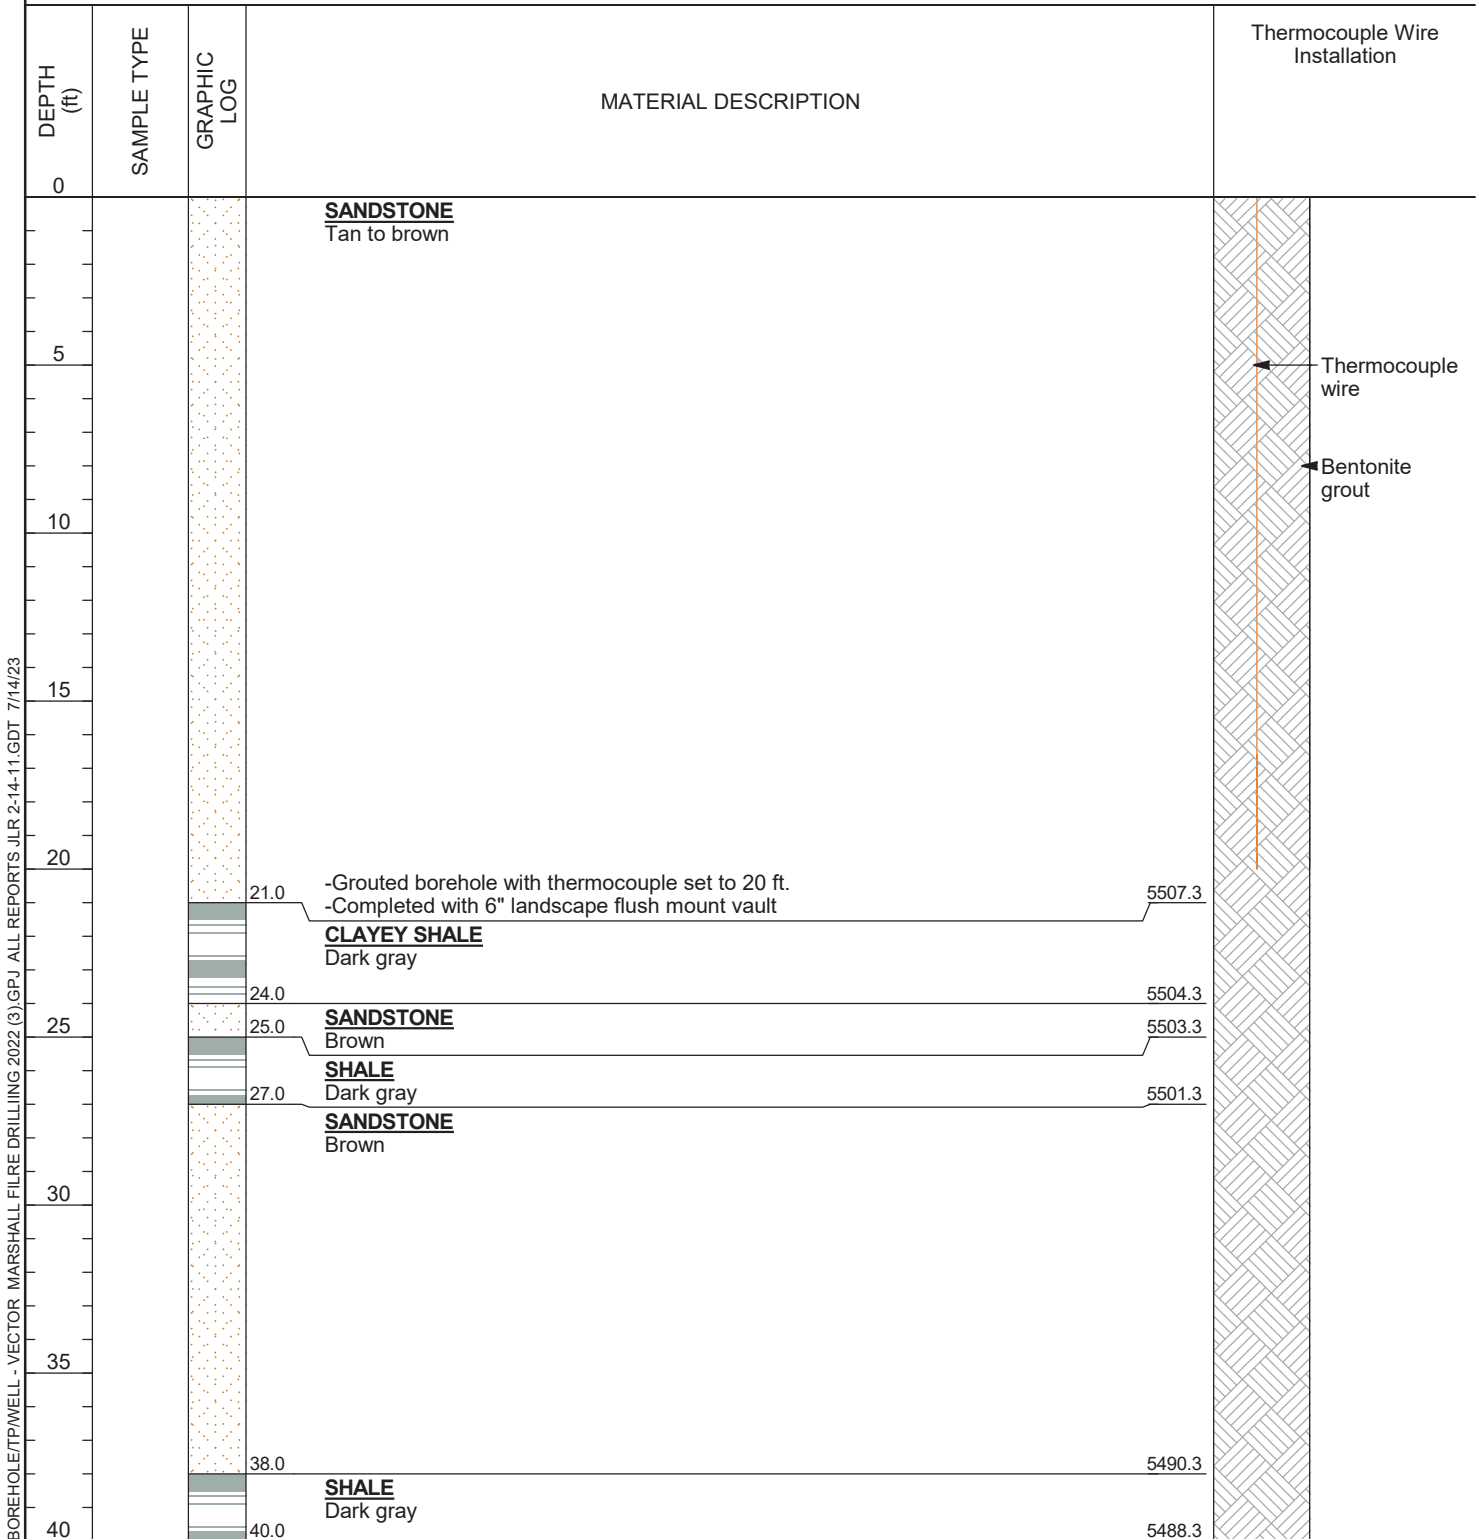 DEPTH
(ft)
SAMPLE TYPE
GRAPHIC
LOG
MATERIAL DESCRIPTION
Thermocouple Wire
Installation
0
SANDSTONE
Tan to brown
5
Thermocouple
wire
Bentonite
grout
10
15
20
21.0
-Grouted borehole with thermocouple set to 20 ft.
-Completed with 6" landscape flush mount vault
5507.3
CLAYEY SHALE
Dark gray
24.0
5504.3
SANDSTONE
Brown
25
25.0
5503.3
SHALE
Dark gray
27.0
5501.3
SANDSTONE
Brown
30
35
38.0
5490.3
SHALE
Dark gray
40
40.0
5488.3
BOREHOLE/TP/WELL - VECTOR MARSHALL FILRE DRILLIING 2022 (3).GPJ ALL REPORTS JLR 2-14-11.GDT 7/14/23